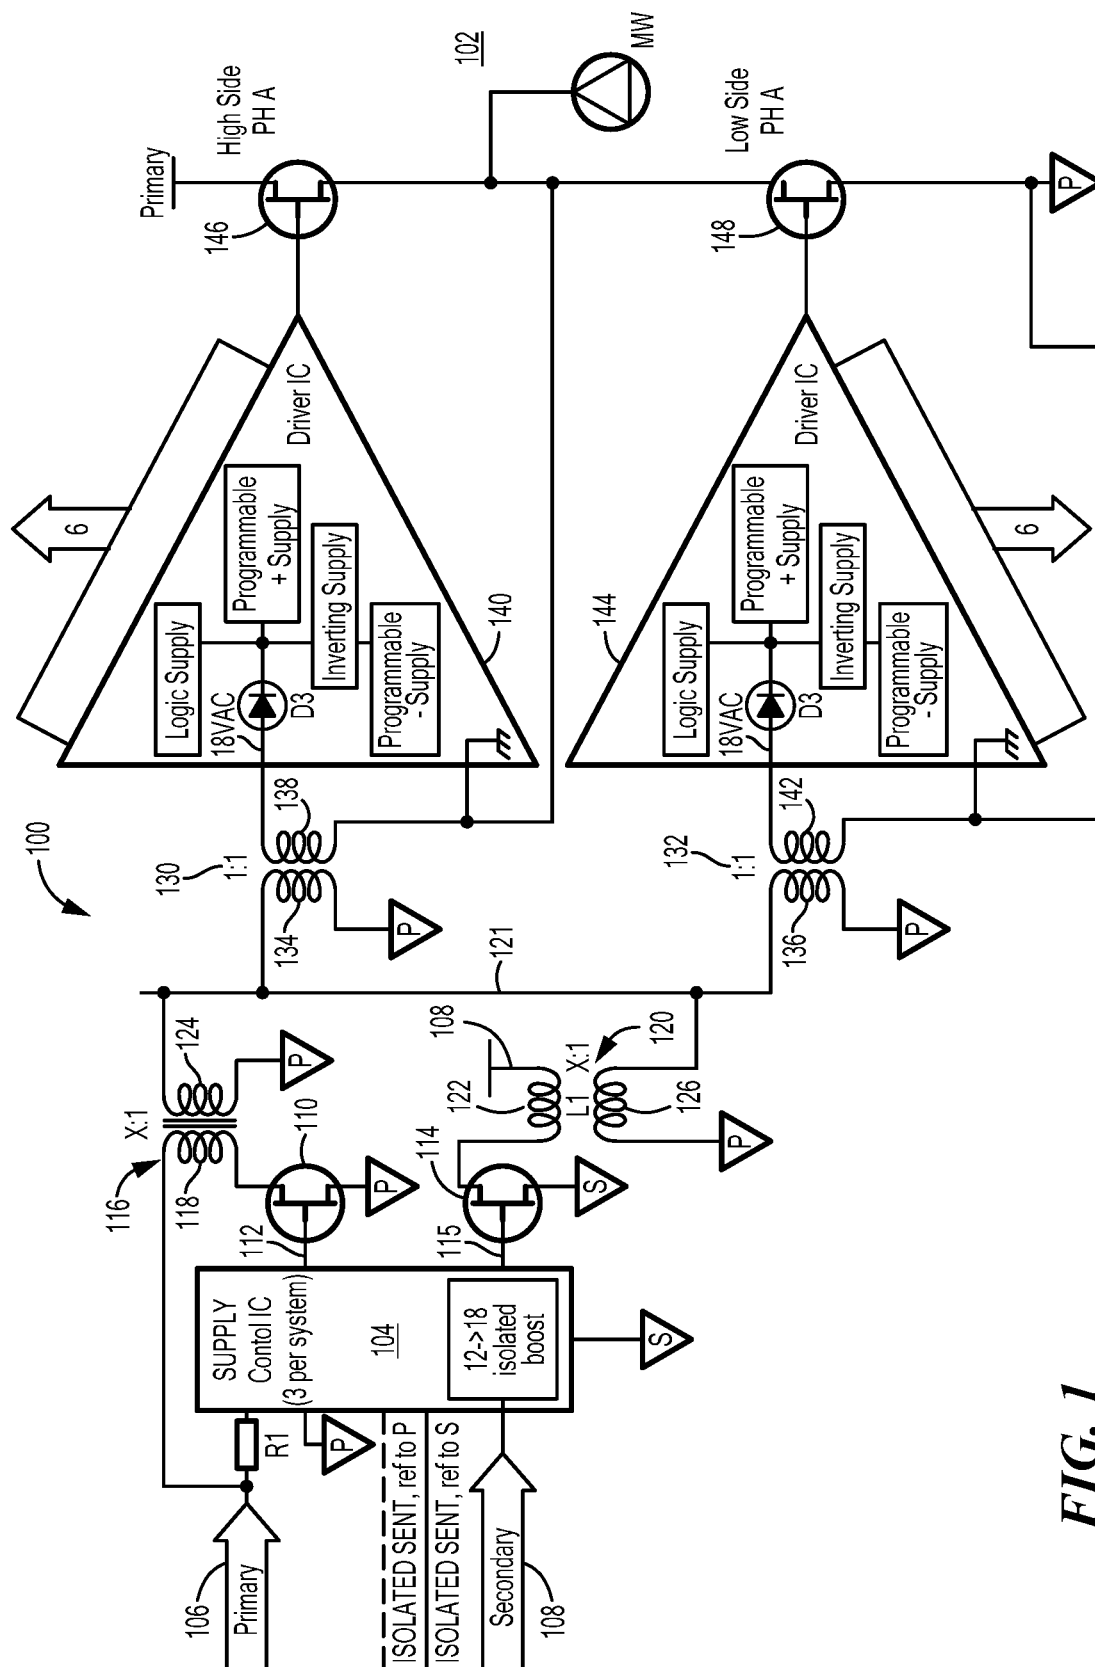 100
102
Primary
High Side
PH A
146
MW
Low Side
PH A
148
P
6
Driver IC
Logic Supply
Programmable
+ Supply
Inverting Supply
Programmable
- Supply
18VAC
D3
140
6
Driver IC
Logic Supply
Programmable
+ Supply
Inverting Supply
Programmable
- Supply
18VAC
D3
144
130
1:1
138
134
P
132
1:1
142
136
P
121
X:1
116
118
124
P
110
112
P
108
122
L1
X:1
120
126
P
114
115
S
SUPPLY
Contol IC
(3 per system)
104
12->18
isolated
boost
S
R1
P
106
Primary
ISOLATED SENT, ref to P
ISOLATED SENT, ref to S
Secondary
108
FIG. 1